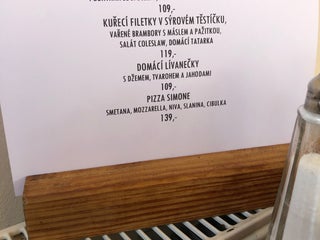 109,-
KUŘECÍ FILETKY V SÝROVÉM TĚSTÍČKU,
VAŘENÉ BRAMBORY S MÁSLEM A PAŽITKOU,
SALÁT COLESLAW, DOMÁCÍ TATARKA
119,-
DOMÁCÍ LÍVANEČKY
S DŽEMEM, TVAROHEM A JAHODAMI
109,-
PIZZA SIMONE
SMETANA, MOZZARELLA, NIVA, SLANINA, CIBULKA
139,-